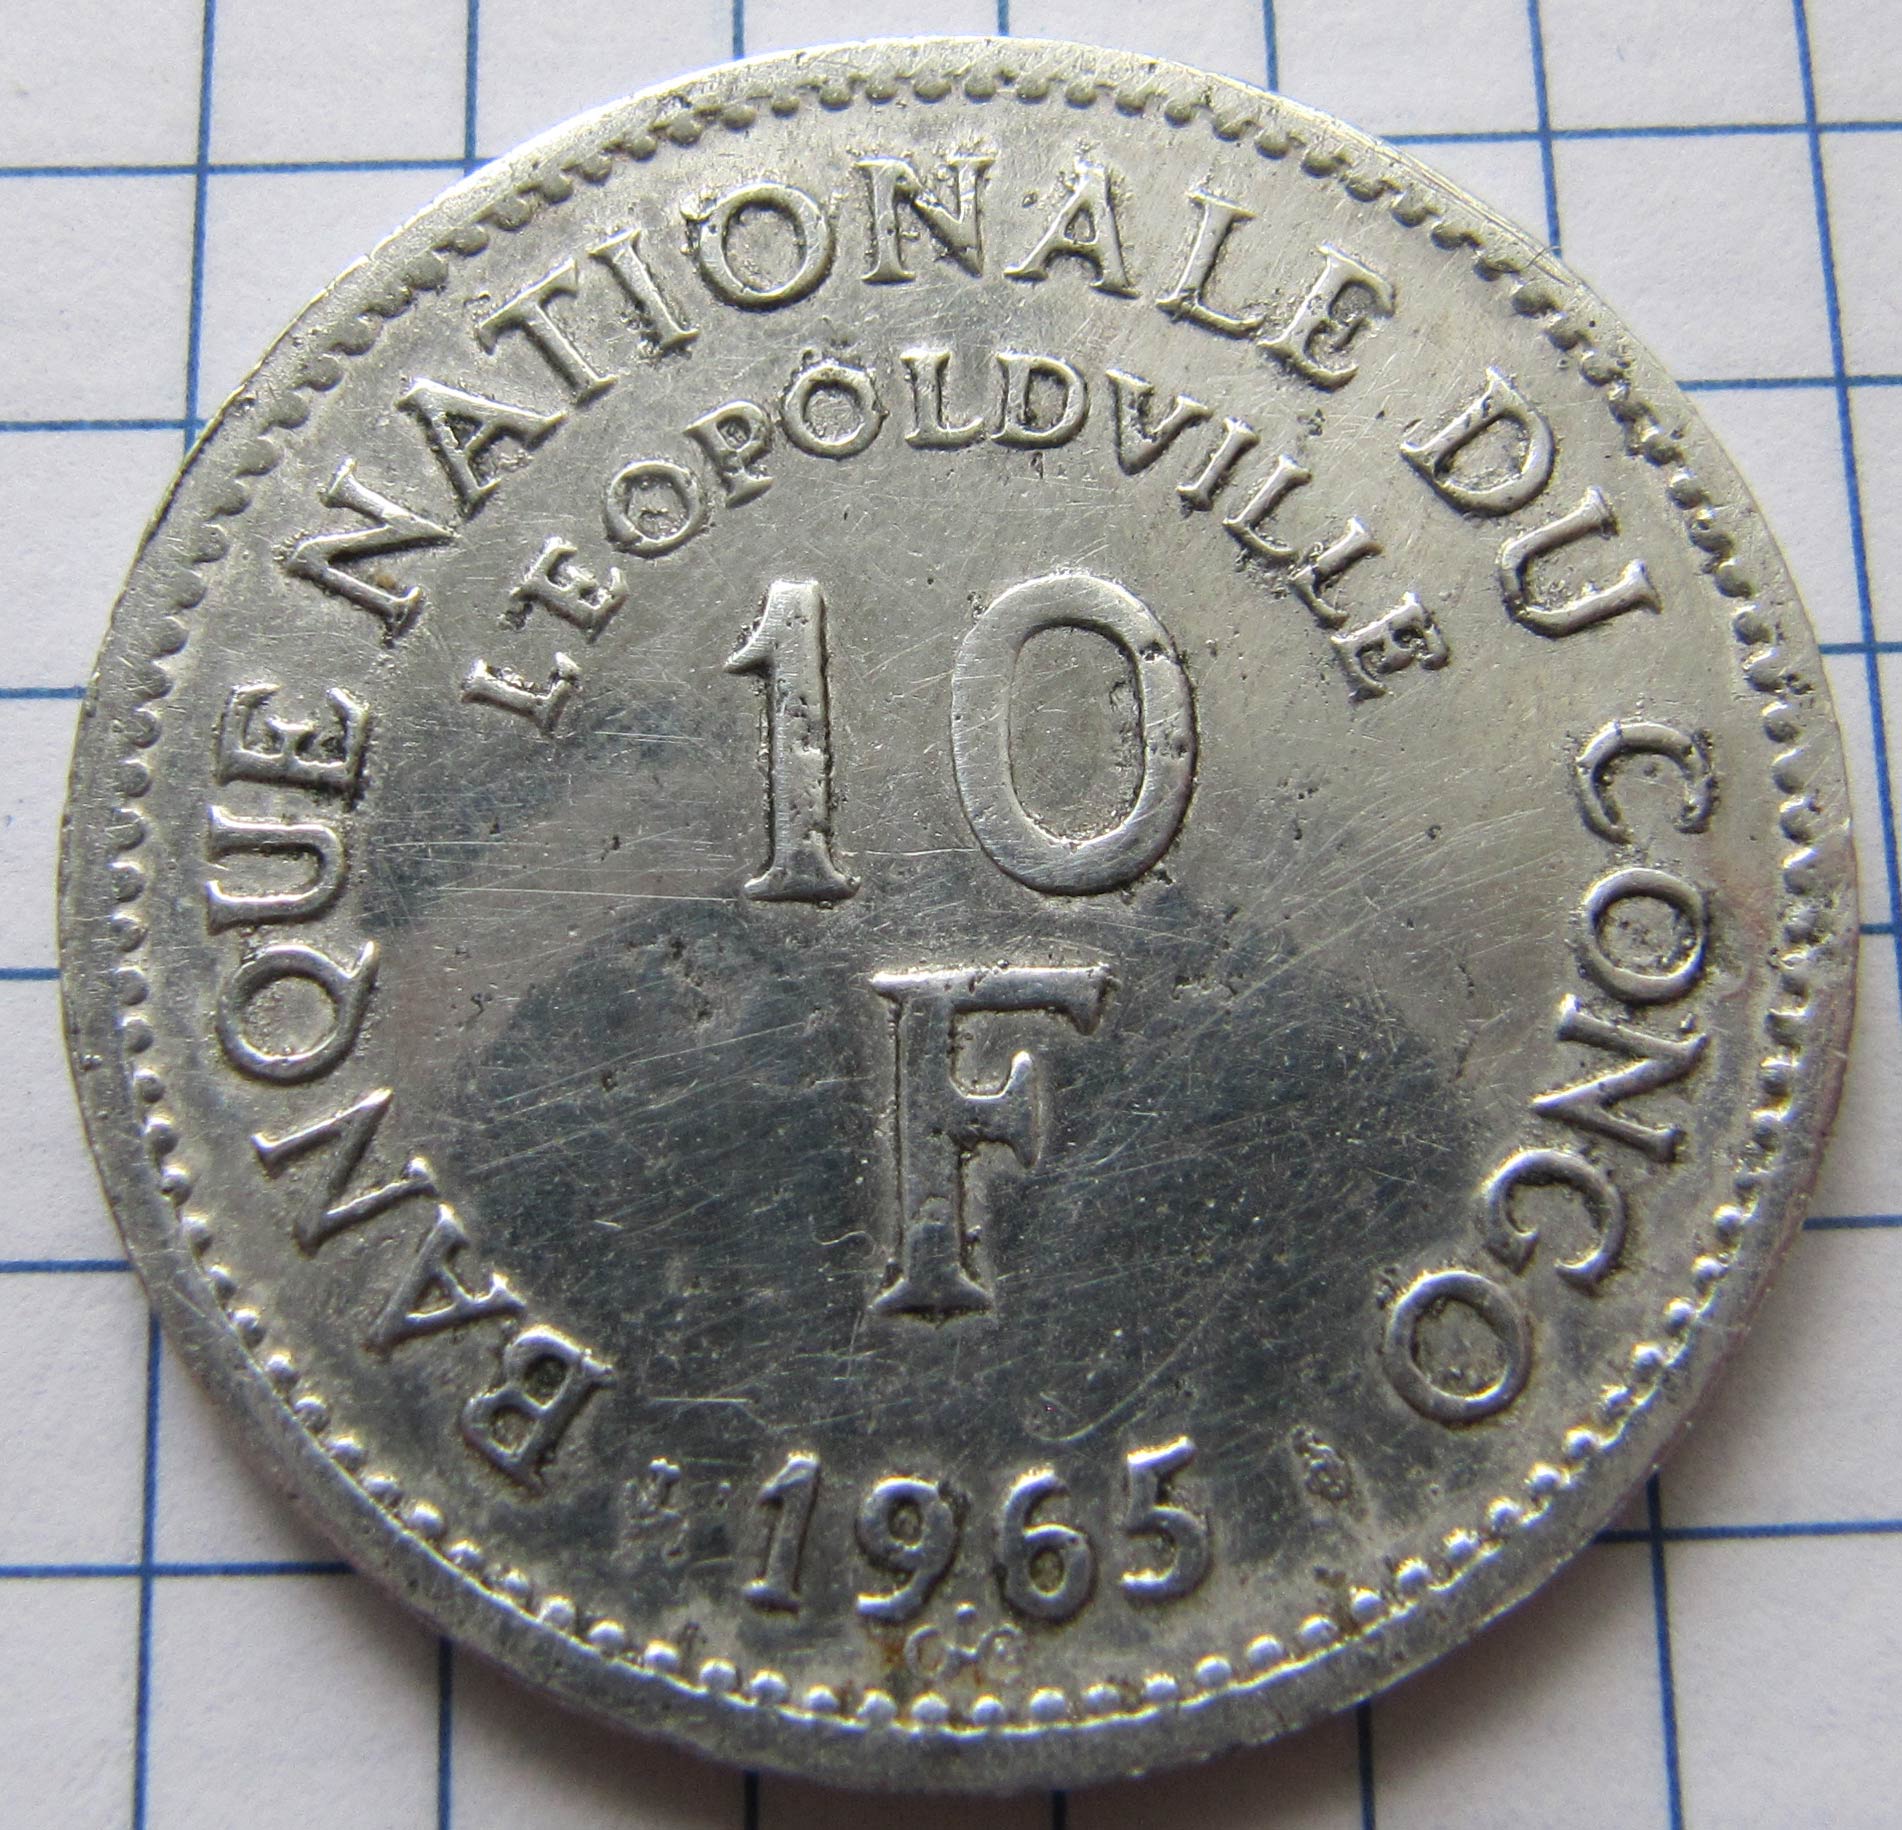 BANQUE NATIONALE DU CONGO
LEOPOLDVILLE
10
F
1965